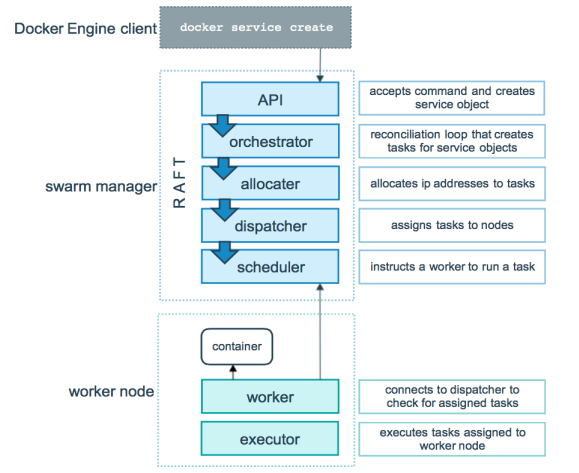 Docker Engine client
docker service create
swarm manager
RAFT
API
accepts command and creates
service object
orchestrator
reconciliation loop that creates
tasks for service objects
allocater
allocates ip addresses to tasks
dispatcher
assigns tasks to nodes
scheduler
instructs a worker to run a task
worker node
container
worker
connects to dispatcher to
check for assigned tasks
executor
executes tasks assigned to
worker node